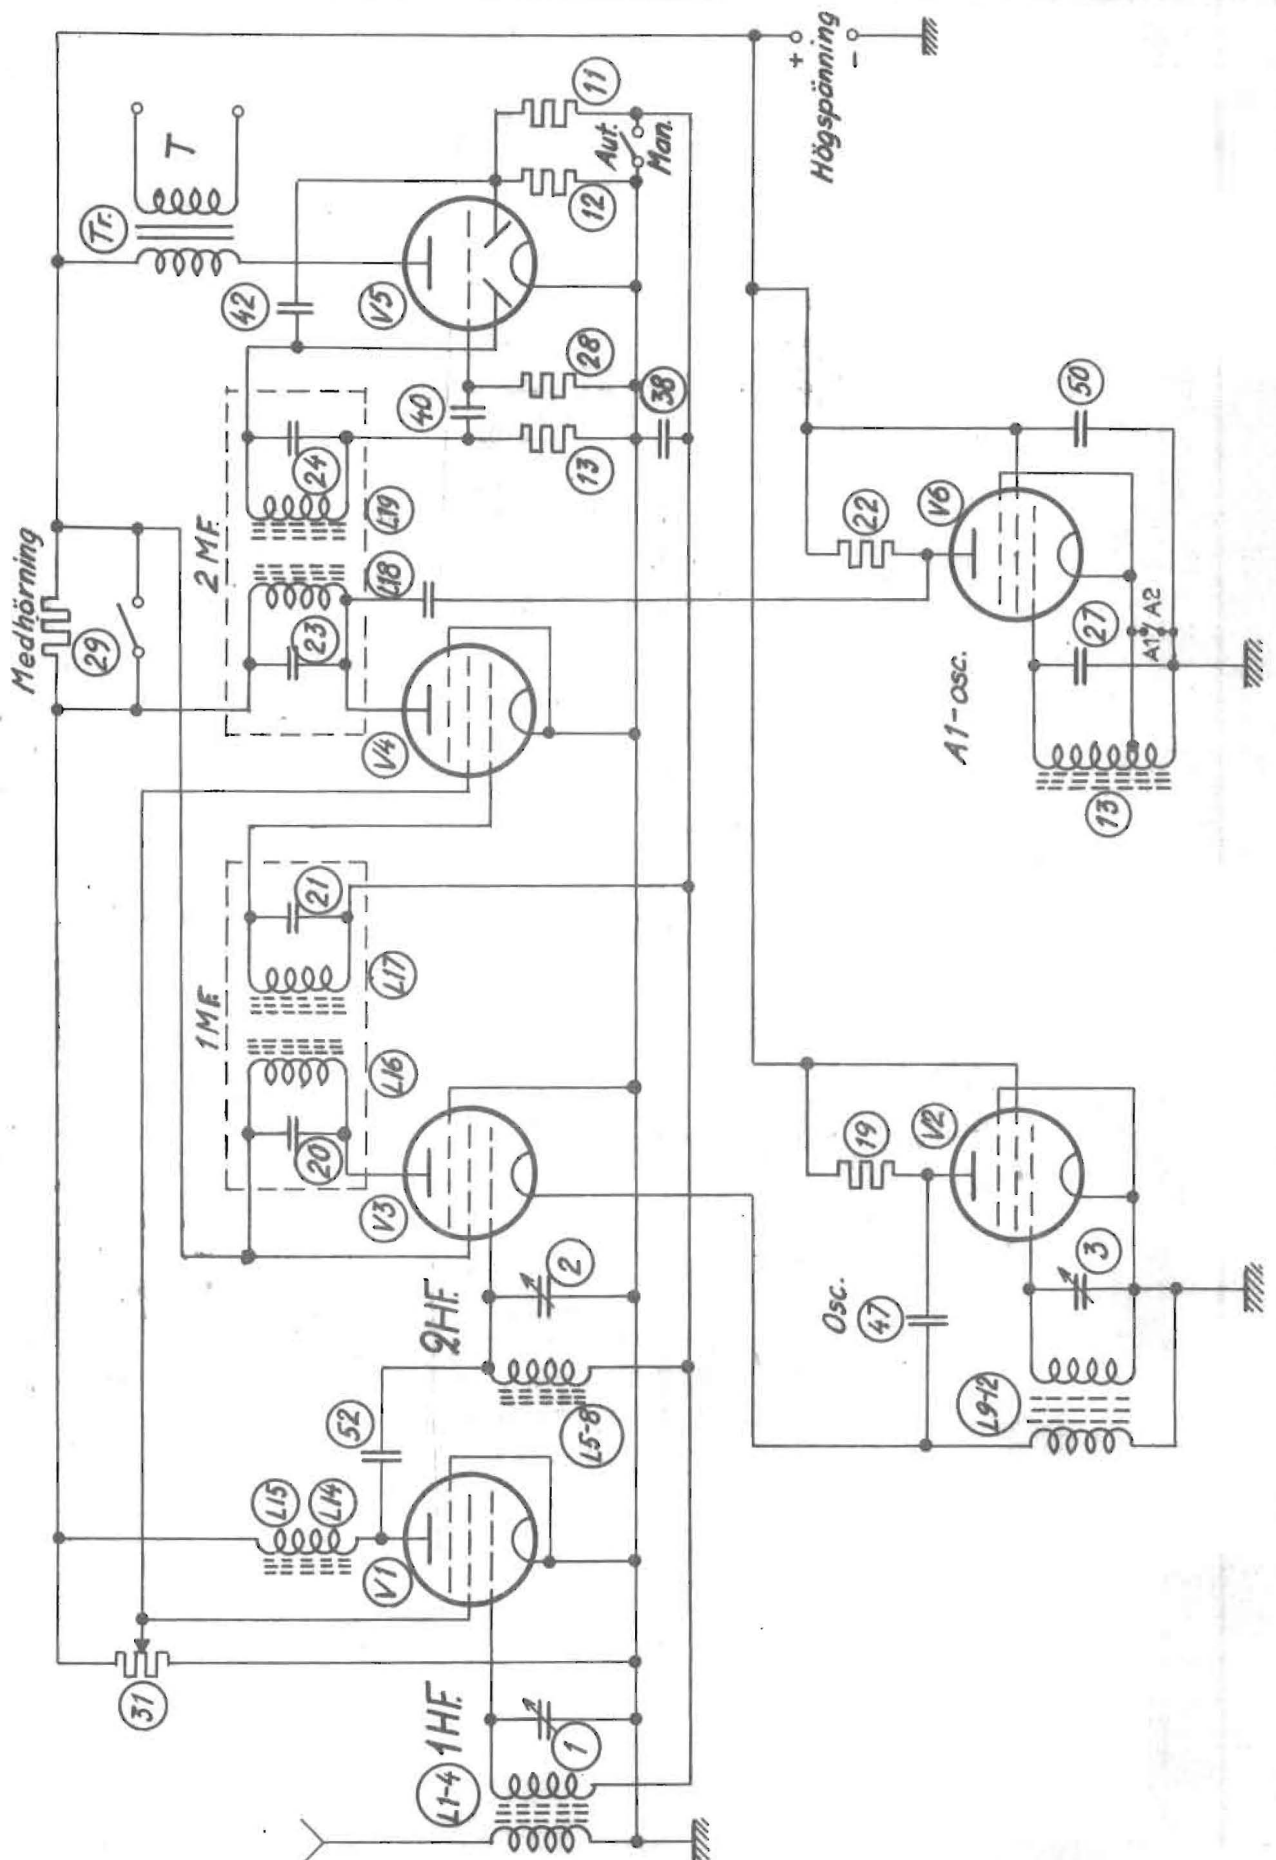 Medhörning
29
Tr.
T
42
V5
11
12
Aut.
Man.
+
-
Högspänning
2MF.
24
L19
L18
23
40
28
13
38
V4
1MF.
21
L17
L16
20
V3
2HF.
2
52
L5-8
L15
L14
V1
31
1HF.
1
L1-4
22
V6
50
27
A1
A2
A1-osc.
13
19
V2
3
Osc.
47
L9-12